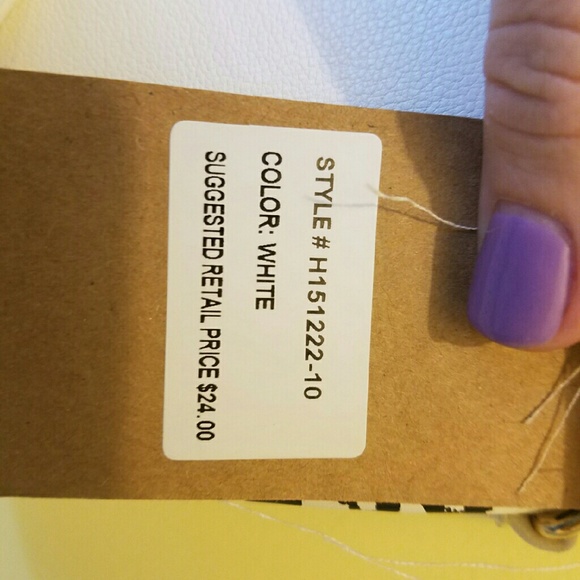 STYLE # H151222-10
COLOR: WHITE
SUGGESTED RETAIL PRICE $24.00